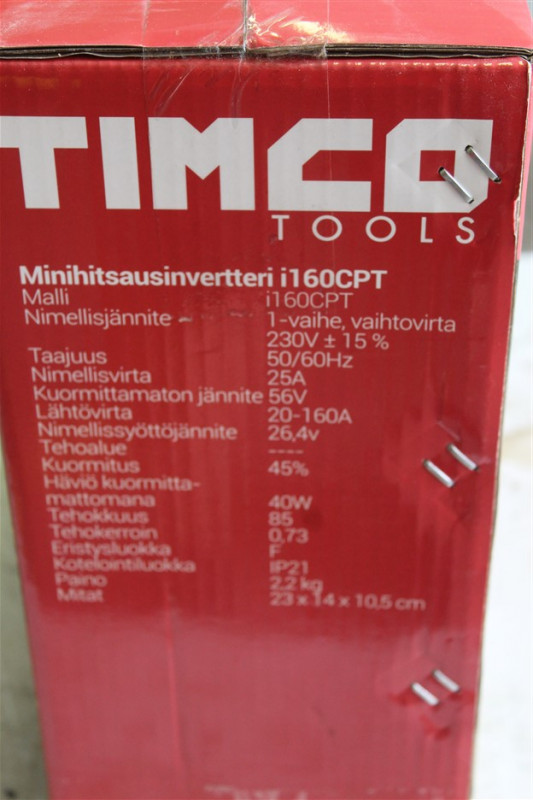 TIMCO
TOOLS
Minihitsausinvertteri i160CPT
Malli i160CPT
Nimellisjännite 1-vaihe, vaihtovirta
230V ± 15 %
Taajuus 50/60Hz
Nimellisvirta 25A
Kuormittamaton jännite 56V
Lähtövirta 20-160A
Nimellissyöttöjännite 26,4v
Tehoalue ----
Kuormitus 45%
Häviö kuormitta-
mattomana 40W
Tehokkuus 85
Tehokerroin 0,73
Eristysluokka F
Kotelointiluokka IP21
Paino 2,2 kg
Mitat 23 x 14 x 10,5 cm